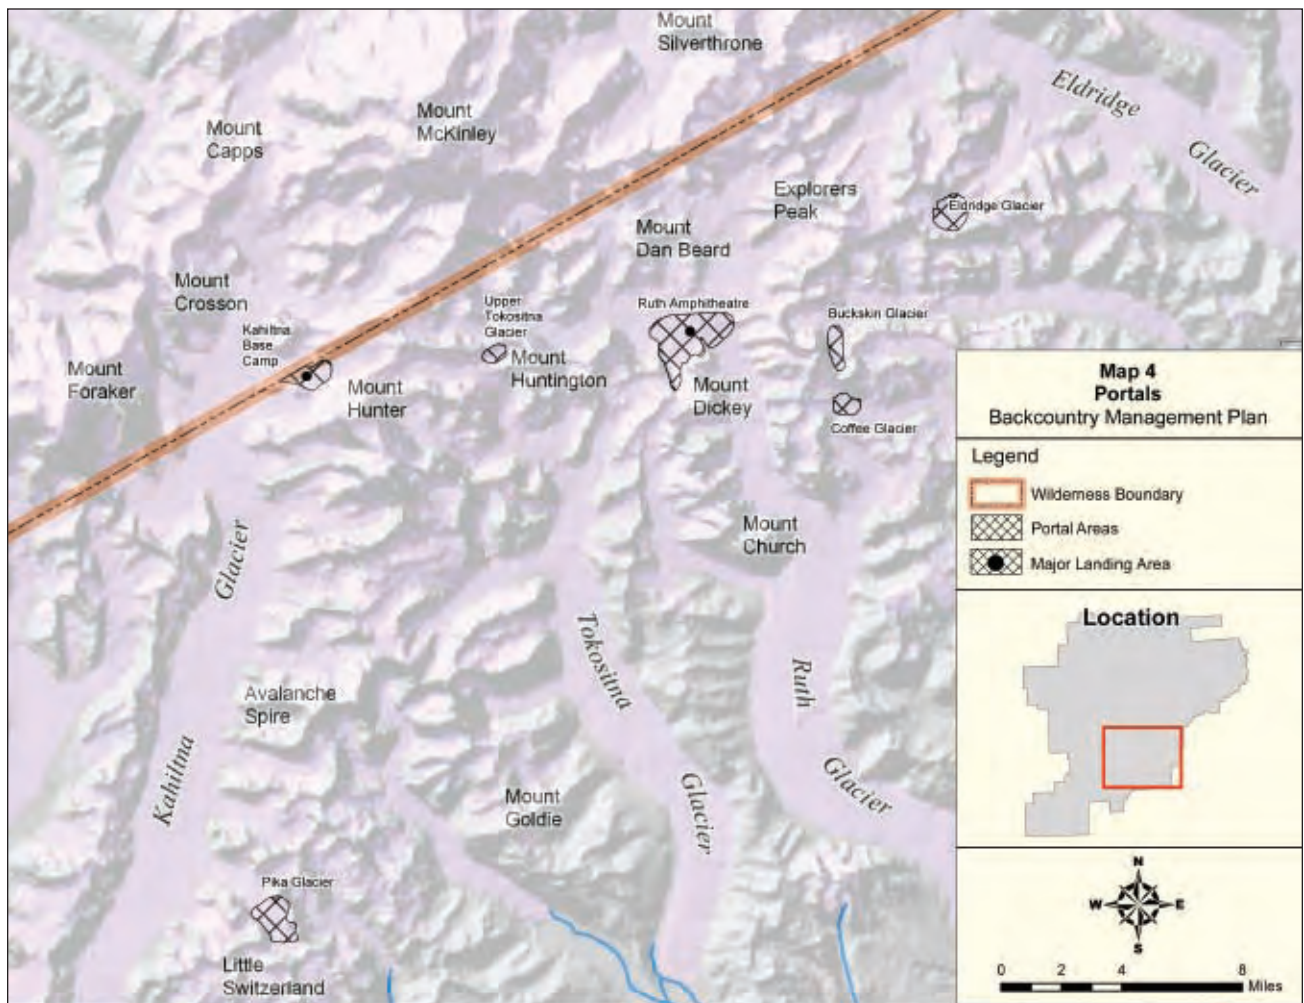 Mount
Silverthrone
Eldridge
Glacier
Mount
McKinley
Mount
Capps
Explorers
Peak
Eldridge Glacier
Mount
Dan Beard
Mount
Crosson
Upper
Tokositna
Glacier
Ruth Amphitheatre
Buckskin Glacier
Kahiltna
Base
Camp
Mount
Foraker
Mount
Hunter
Mount
Huntington
Mount
Dickey
Coffee Glacier
Mount
Church
Kahiltna
Glacier
Tokositna
Glacier
Ruth
Glacier
Avalanche
Spire
Mount
Goldie
Pika Glacier
Little
Switzerland
Map 4
Portals
Backcountry Management Plan
Legend
Wilderness Boundary
Portal Areas
Major Landing Area
Location
N
W E
S
0 2 4 8
Miles